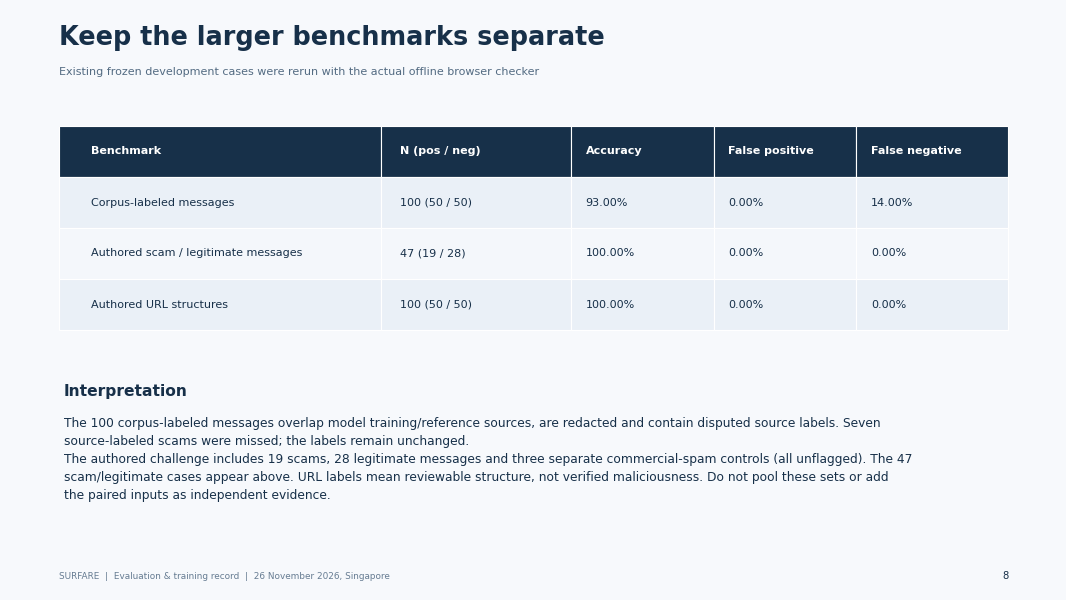 Keep the larger benchmarks separate
Existing frozen development cases were rerun with the actual offline browser checker
Benchmark N (pos / neg) Accuracy False positive False negative
Corpus-labeled messages 100 (50 / 50) 93.00% 0.00% 14.00%
Authored scam / legitimate messages 47 (19 / 28) 100.00% 0.00% 0.00%
Authored URL structures 100 (50 / 50) 100.00% 0.00% 0.00%
Interpretation
The 100 corpus-labeled messages overlap model training/reference sources, are redacted and contain disputed source labels. Seven
source-labeled scams were missed; the labels remain unchanged.
The authored challenge includes 19 scams, 28 legitimate messages and three separate commercial-spam controls (all unflagged). The 47
scam/legitimate cases appear above. URL labels mean reviewable structure, not verified maliciousness. Do not pool these sets or add
the paired inputs as independent evidence.
SURFARE | Evaluation & training record | 26 November 2026, Singapore 8